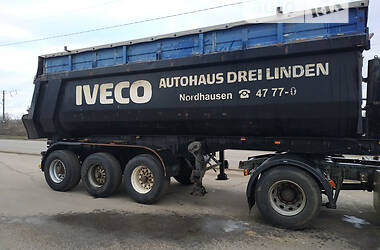 IVECO AUTOHAUS DREI LINDEN
Nordhausen ☎ 47 77-0